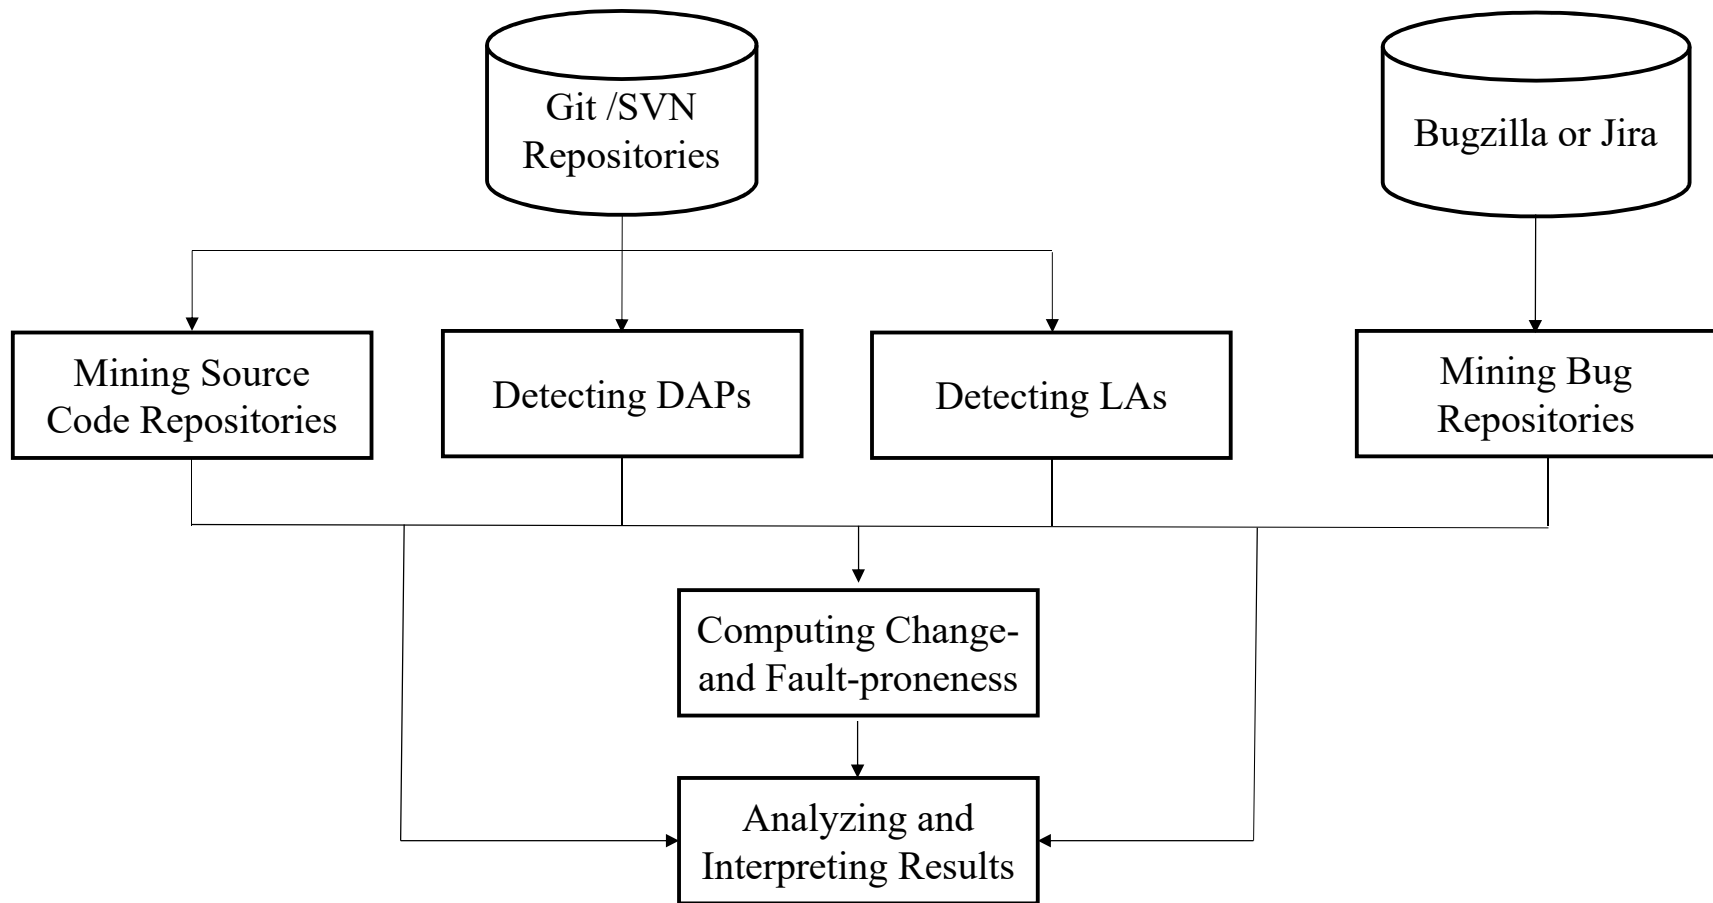 Git /SVN
Repositories
Bugzilla or Jira
Mining Source
Code Repositories
Detecting DAPs
Detecting LAs
Mining Bug
Repositories
Computing Change-
and Fault-proneness
Analyzing and
Interpreting Results